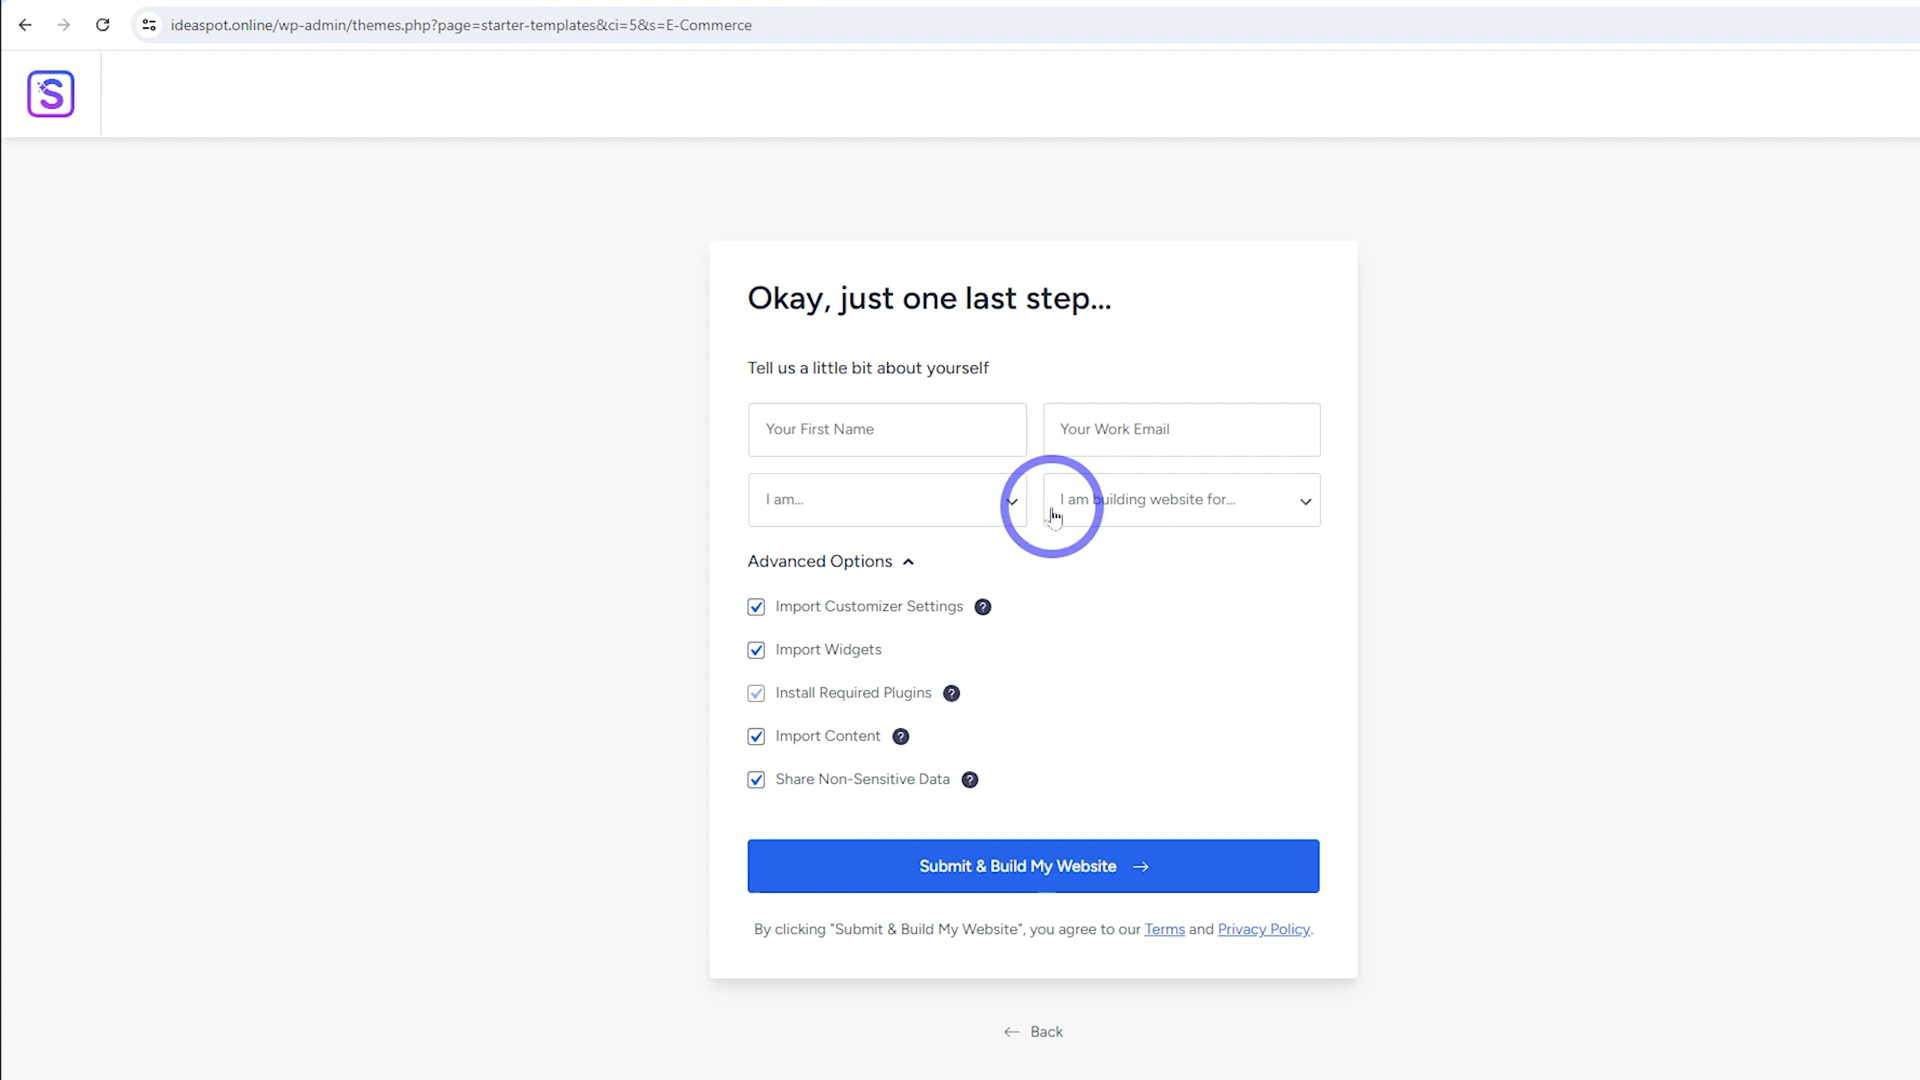 ideaspot.online/wp-admin/themes.php?page=starter-templates&ci=5&s=E-Commerce
S
Okay, just one last step...
Tell us a little bit about yourself
Your First Name
Your Work Email
I am...
I am building website for...
Advanced Options
Import Customizer Settings ?
Import Widgets
Install Required Plugins ?
Import Content ?
Share Non-Sensitive Data ?
Submit & Build My Website →
By clicking "Submit & Build My Website", you agree to our Terms and Privacy Policy.
← Back